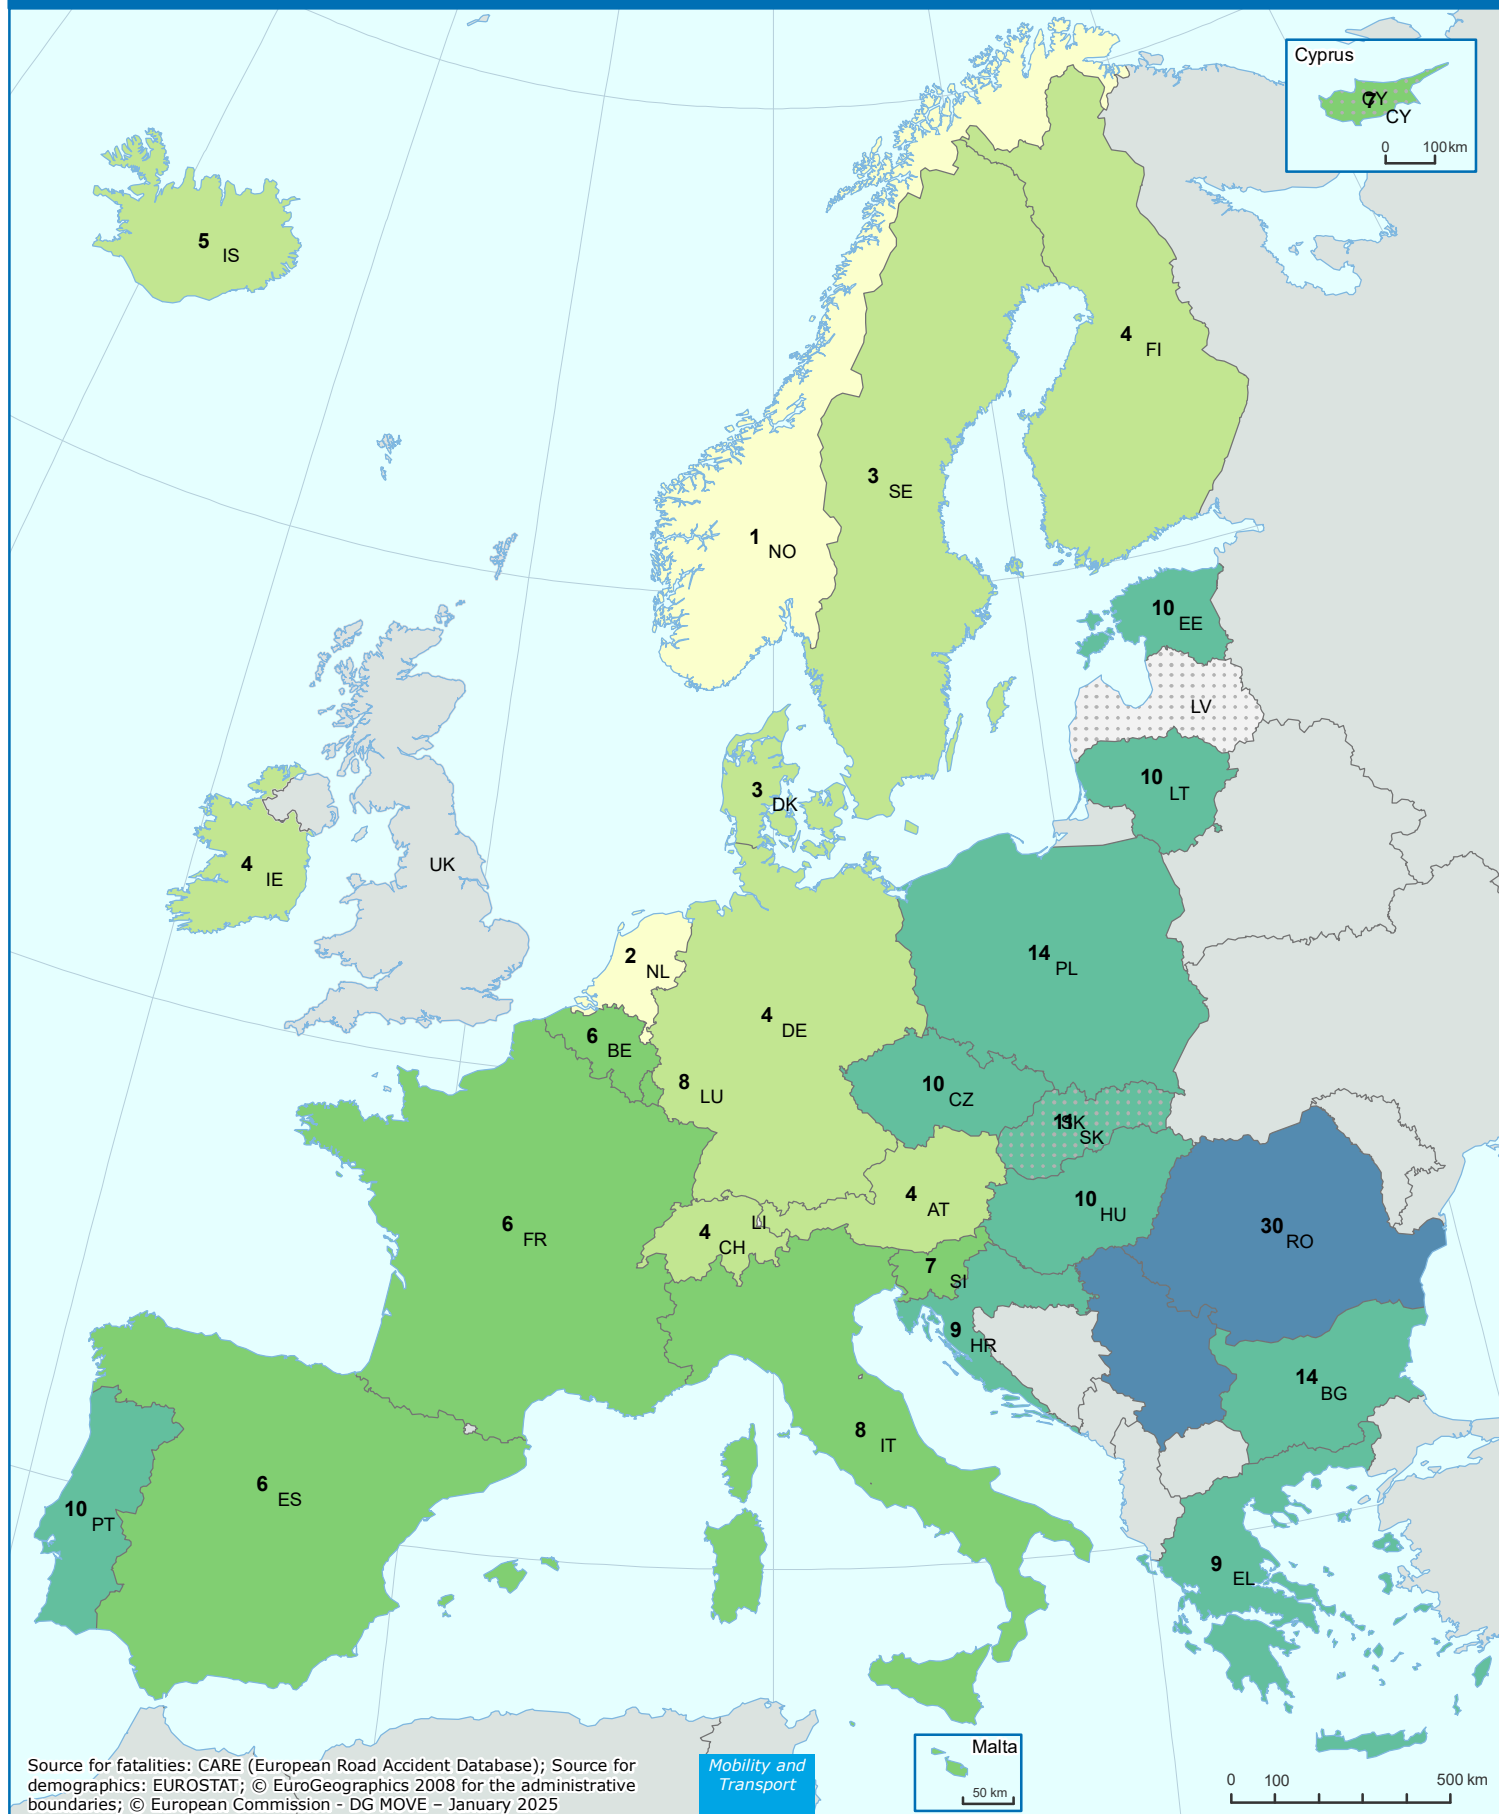 Cyprus
CY
7
CY
0 100km
5 IS
4 FI
3 SE
1 NO
10 EE
LV
10 LT
3 DK
4 IE
UK
14 PL
2 NL
4 DE
6 BE
8 LU
10 CZ
11 SK
SK
4 AT
10 HU
LI
4 CH
6 FR
30 RO
7 SI
9 HR
14 BG
8 IT
6 ES
10 PT
9 EL
Malta
50 km
Source for fatalities: CARE (European Road Accident Database); Source for
demographics: EUROSTAT; © EuroGeographics 2008 for the administrative
boundaries; © European Commission - DG MOVE – January 2025
Mobility and
Transport
0 100 500 km